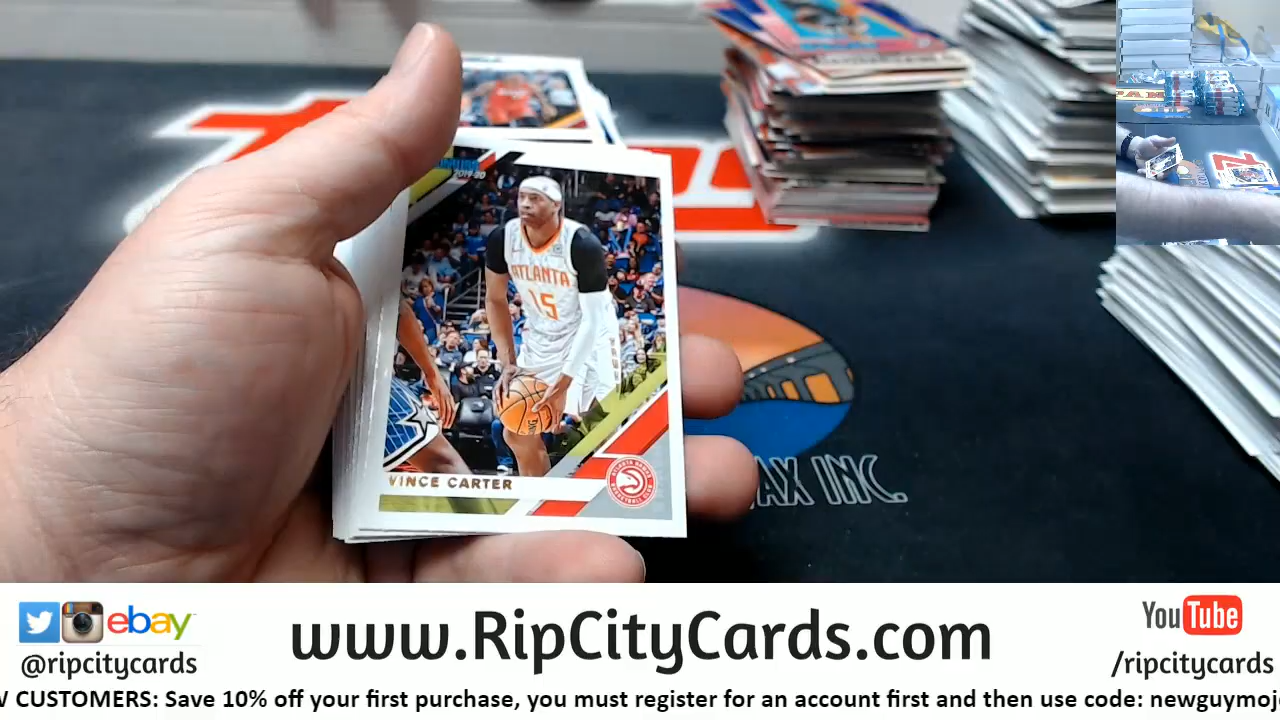 2019-20
ATLANTA
15
VINCE CARTER
AX INC.
ebay
@ripcitycards
www.RipCityCards.com
YouTube
/ripcitycards
CUSTOMERS: Save 10% off your first purchase, you must register for an account first and then use code: newguymoj